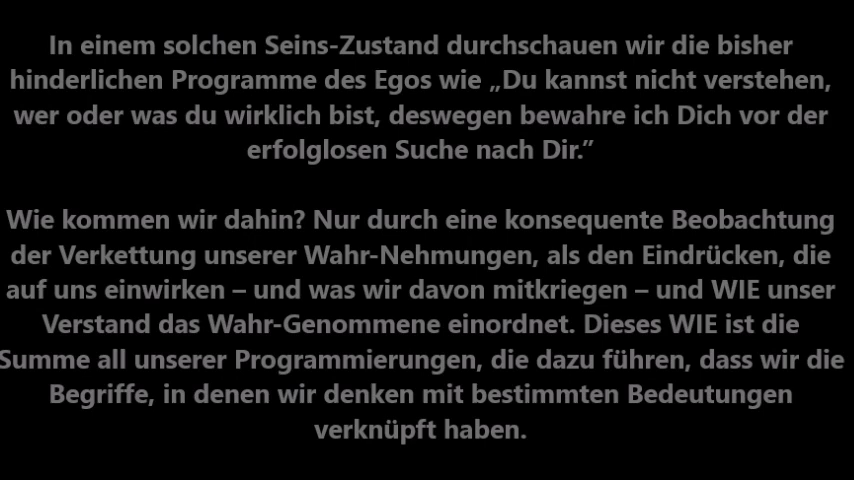 In einem solchen Seins-Zustand durchschauen wir die bisher
hinderlichen Programme des Egos wie „Du kannst nicht verstehen,
wer oder was du wirklich bist, deswegen bewahre ich Dich vor der
erfolglosen Suche nach Dir.”
Wie kommen wir dahin? Nur durch eine konsequente Beobachtung
der Verkettung unserer Wahr-Nehmungen, als den Eindrücken, die
auf uns einwirken – und was wir davon mitkriegen – und WIE unser
Verstand das Wahr-Genommene einordnet. Dieses WIE ist die
Summe all unserer Programmierungen, die dazu führen, dass wir die
Begriffe, in denen wir denken mit bestimmten Bedeutungen
verknüpft haben.